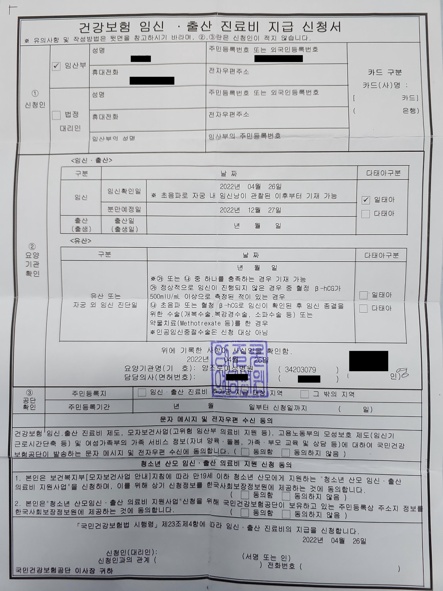 건강보험 임신 · 출산 진료비 지급 신청서
※ 유의사항 및 작성방법은 뒷면을 참고하시기 바라며, ②,③란은 신청인이 적지 않습니다.
① 신청인
임산부
성명
주민등록번호 또는 외국인등록번호
휴대전화
전자우편주소
카드 구분
카드(사)명 :
[ 카드]
( 은행)
법정 대리인
성명
주민등록번호 또는 외국인등록번호
휴대전화
전자우편주소
임산부의 성명
임산부의 주민등록번호
② 요양기관 확인
<임신 · 출산>
구분
날 짜
다태아구분
임신
임신확인일
2022년 04월 26일
※ 초음파로 자궁 내 임신낭이 관찰된 이후부터 기재 가능
분만예정일
2022년 12월 27일
일태아
다태아
출산 (출생)
출산일 (출생일)
년 월 일
<유산>
구분
날 짜
다태아구분
유산 또는 자궁 외 임신 진단일
년 월 일
※㉮ 또는 ㉯ 중 하나를 충족하는 경우 기재 가능
㉮ 정상적으로 임신이 진행되지 않은 경우 중 혈청 β-hCG가
500mIU/mL 이상으로 측정된 적이 있는 경우
㉯ 초음파 또는 혈청 β-hCG로 임신이 확인된 후 임신 종결을
위한 수술(개복수술,복강경수술, 소파수술 등) 또는
약물치료(Methotrexate 등)를 한 경우
※인공임신중절수술은 신청 대상 아님
일태아
다태아
위에 기록한 사항이 사실임을 확인함
2022년 04월 26일
요양기관명(기 호):
( 34203079 )
담당의사(면허번호):
인)
③ 공단 확인
주민등록지
임신 · 출산 진료비
지역
그 밖의 지역
주민등록기간
년 월 일부터 신청일까지 ( 일)
문자 메시지 및 전자우편 수신 동의
건강보험'임신 · 출산 진료비 제도, 모자보건사업(고위험 임산부 의료비 지원 등), 고용노동부의 모성보호 제도(임신기
근로시간단축 등) 및 여성가족부의 가족 서비스 정보(자녀 양육 · 돌봄, 가족 · 부모 교육 및 상담 등)에 대하여 국민건강
보험공단이 발송하는 문자 메시지 및 전자우편 수신에 동의합니다. ( 동의함 동의하지 않음 )
청소년 산모 임신 · 출산 의료비 지원 신청 동의
1. 본인은 보건복지부「모자보건사업 안내」지침에 따라 만19세 이하 청소년 산모에게 지원하는 「청소년산모 임신 · 출산
의료비 지원사업」을 신청하며, 이를 위해 상기 신청정보를 한국사회보장정보원에 제공하는 것에 동의합니다.
( 동의함 동의하지 않음 )
2. 본인은「청소년 산모임신 · 출산 의료비 지원사업」신청을 위해 국민건강보험공단이 보유하고 있는 주민등록상 주소지 정보를
한국사회보장정보원에 제공하는 것에 동의합니다. ( 동의함 동의하지 않음 )
「국민건강보험법 시행령」제23조제4항에 따라 임신 · 출산 진료비의 지급을 신청합니다.
2022년 04월 26일
신청인(대리인):
(서명 또는 인)
신청인과의 관계 (
) 전화번호 ( )
국민건강보험공단 이사장 귀하